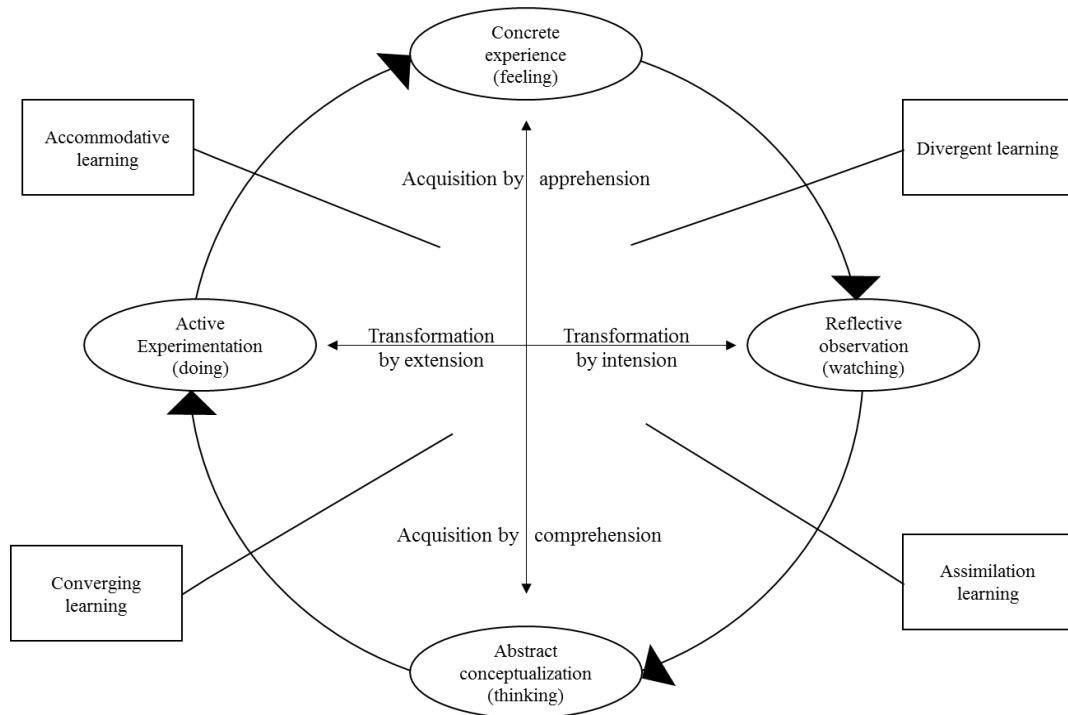 Concrete
experience
(feeling)
Accommodative
learning
Divergent learning
Acquisition by apprehension
Active
Experimentation
(doing)
Transformation
by extension
Transformation
by intension
Reflective
observation
(watching)
Acquisition by comprehension
Converging
learning
Assimilation
learning
Abstract
conceptualization
(thinking)